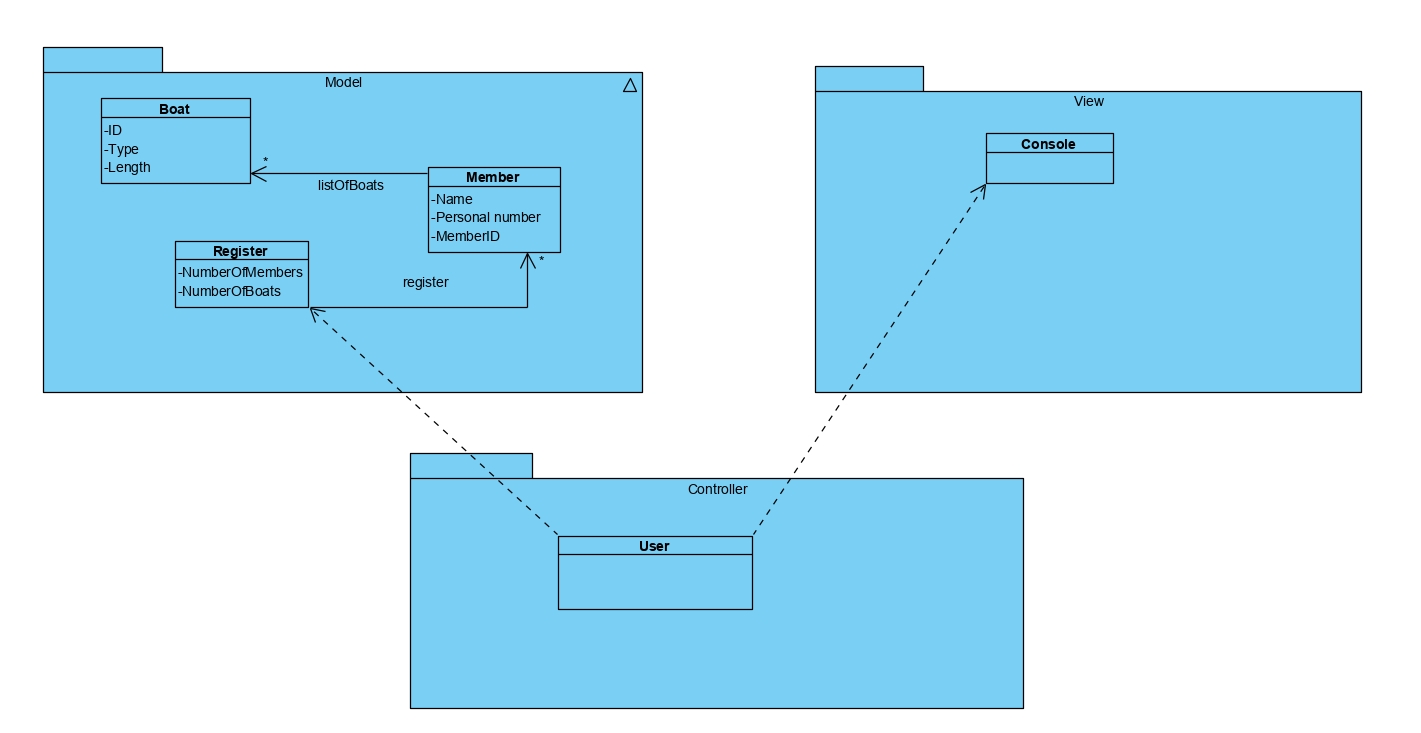 Model
Boat
-ID
-Type
-Length
*
listOfBoats
Member
-Name
-Personal number
-MemberID
*
Register
-NumberOfMembers
-NumberOfBoats
register
View
Console
Controller
User